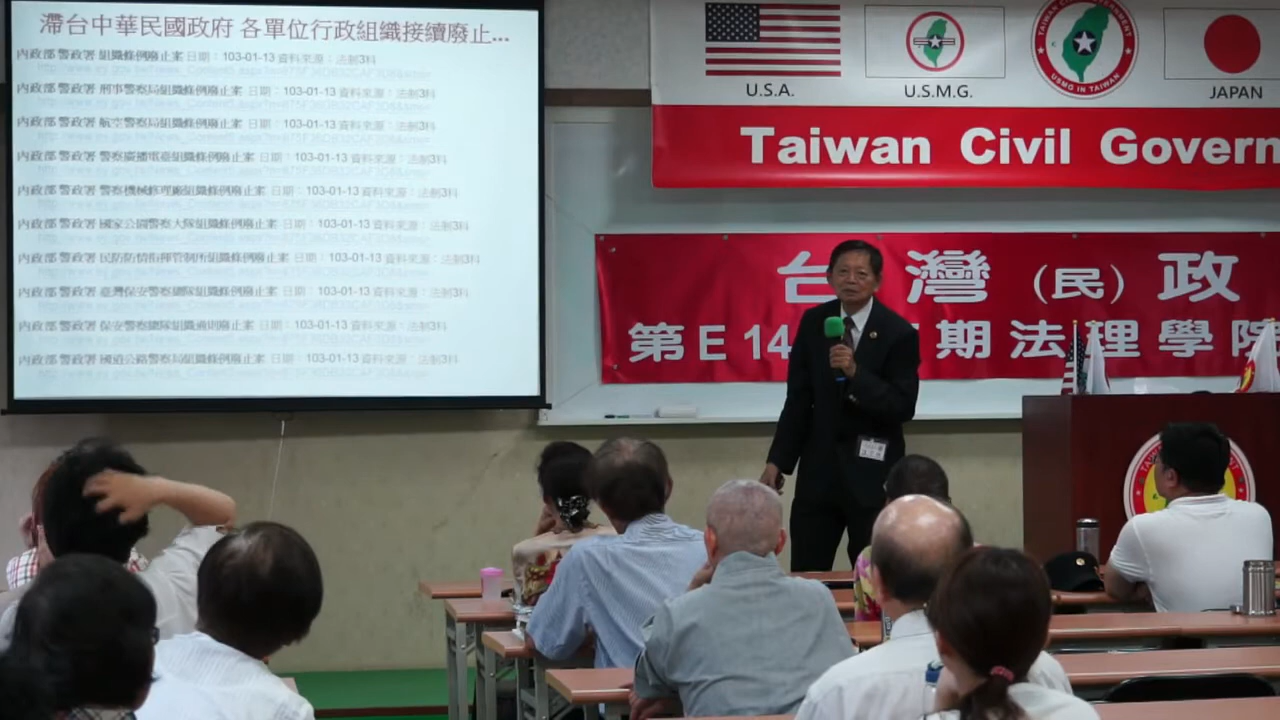 滯台中華民國政府 各單位行政組織接續廢止...
內政部 警政署 組織條例廢止案 日期：103-01-13 資料來源：法制3科
內政部 警政署 刑事警察局組織條例廢止案 日期：103-01-13 資料來源：法制3科
內政部 警政署 航空警察局組織條例廢止案 日期：103-01-13 資料來源：法制3科
內政部 警政署 警察廣播電臺組織條例廢止案 日期：103-01-13 資料來源：法制3科
內政部 警政署 警察機械修理廠組織條例廢止案 日期：103-01-13 資料來源：法制3科
內政部 警政署 國家公園警察大隊組織條例廢止案 日期：103-01-13 資料來源：法制3科
內政部 警政署 民防防情指揮管制所組織條例廢止案 日期：103-01-13 資料來源：法制3科
內政部 警政署 臺灣保安警察總隊組織條例廢止案 日期：103-01-13 資料來源：法制3科
內政部 警政署 保安警察總隊組織通則廢止案 日期：103-01-13 資料來源：法制3科
內政部 警政署 國道公路警察局組織條例廢止案 日期：103-01-13 資料來源：法制3科
USMG IN TAIWAN
U.S.A. U.S.M.G. JAPAN
Taiwan Civil Govern
台灣(民)政
第E14 期法理學院